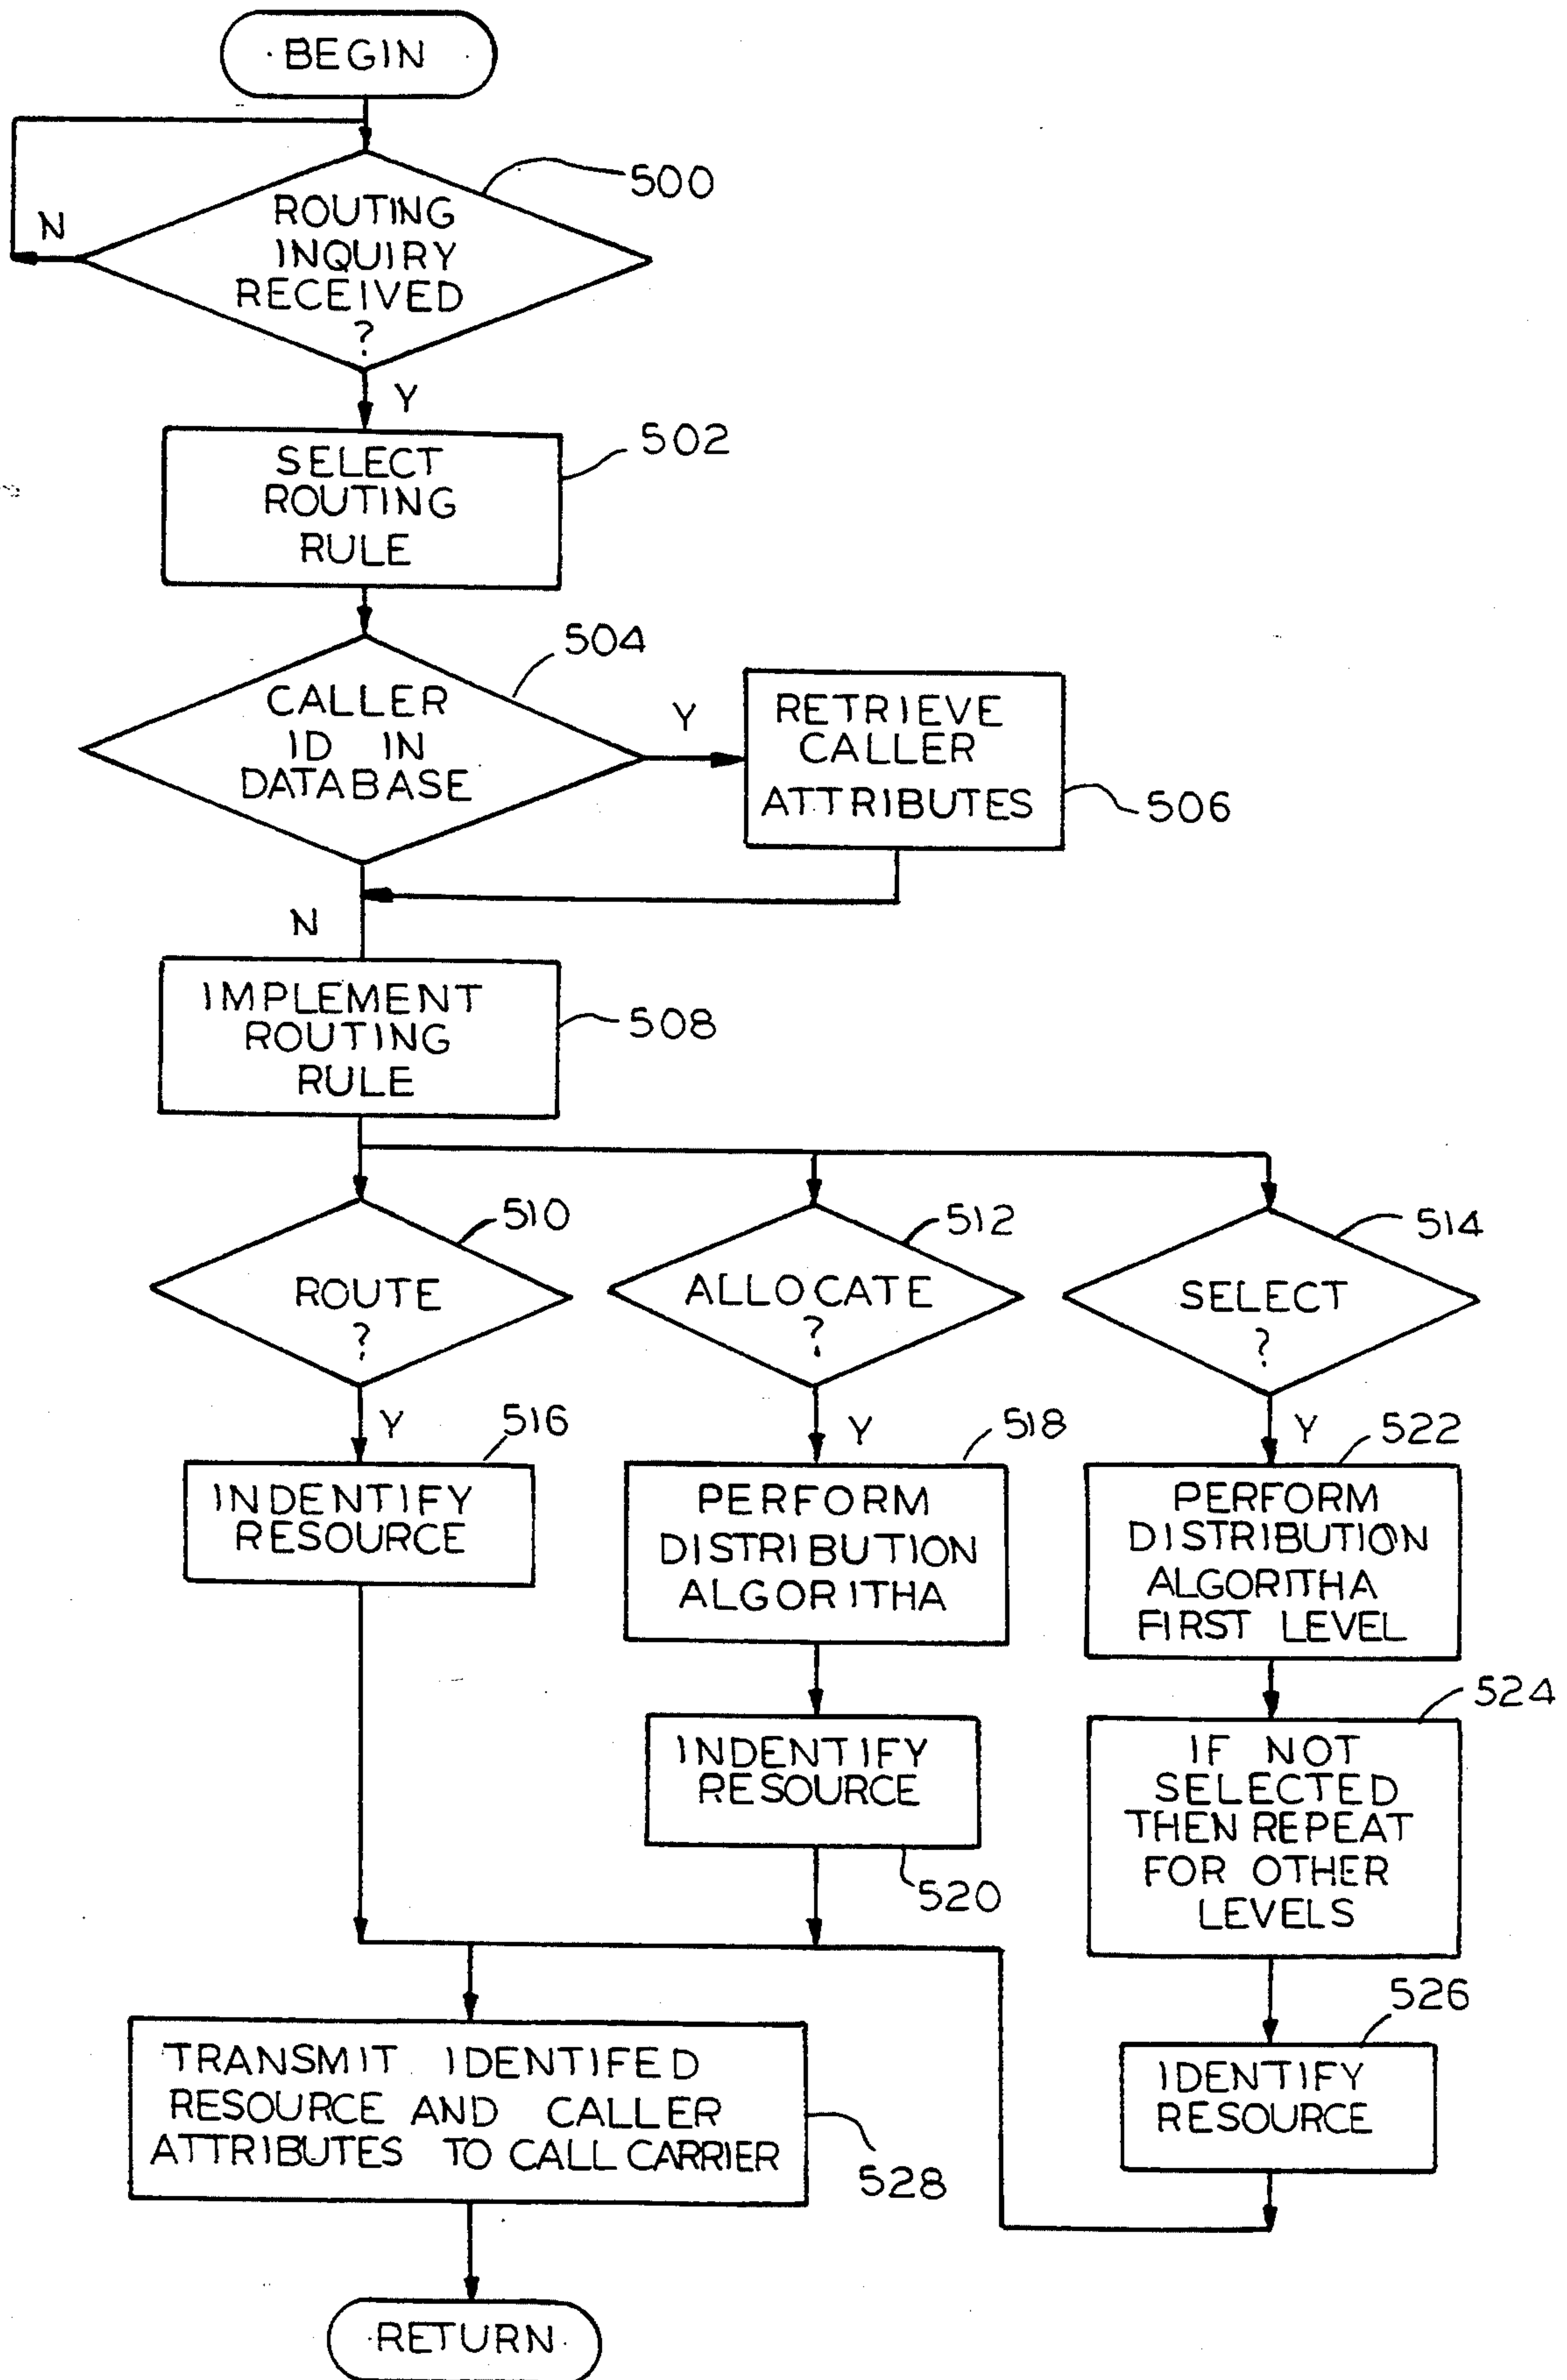 BEGIN
500
N
ROUTING
INQUIRY
RECEIVED
?
Y
502
SELECT
ROUTING
RULE
504
CALLER
ID IN
DATABASE
Y
RETRIEVE
CALLER
ATTRIBUTES
506
N
IMPLEMENT
ROUTING
RULE
508
510
ROUTE
?
512
ALLOCATE
?
514
SELECT
?
Y
516
INDENTIFY
RESOURCE
Y
518
PERFORM
DISTRIBUTION
ALGORITHA
Y
522
PERFORM
DISTRIBUTION
ALGORITHA
FIRST LEVEL
INDENTIFY
RESOURCE
520
524
IF NOT
SELECTED
THEN REPEAT
FOR OTHER
LEVELS
526
IDENTIFY
RESOURCE
TRANSMIT IDENTIFED
RESOURCE AND CALLER
ATTRIBUTES TO CALL CARRIER
528
RETURN